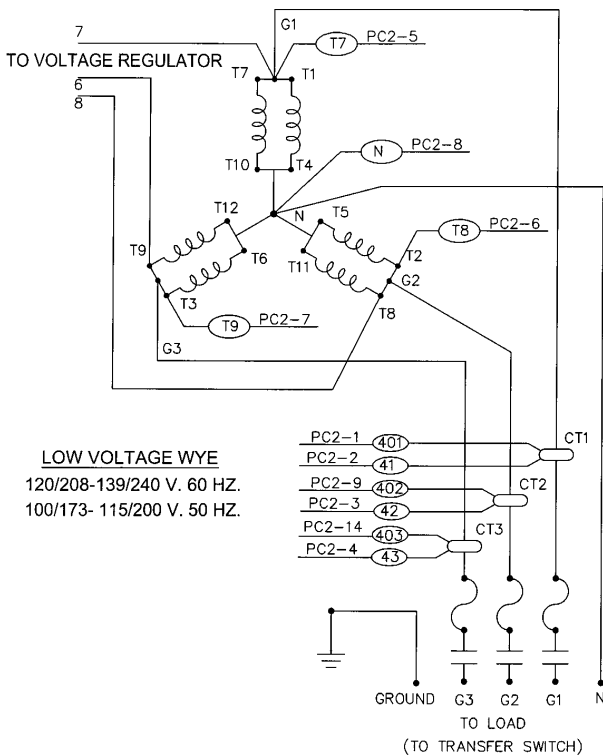 G1
7
T7 PC2-5
TO VOLTAGE REGULATOR
6
8
T7 T1
T10 T4
N PC2-8
T12 N T5
T8 PC2-6
T9 T6 T11 T2
G2
T3 T8
T9 PC2-7
G3
LOW VOLTAGE WYE
120/208-139/240 V. 60 HZ.
100/173- 115/200 V. 50 HZ.
PC2-1 401 CT1
PC2-2 41
PC2-9 402 CT2
PC2-3 42
PC2-14 403 CT3
PC2-4 43
GROUND G3 G2 G1 N
TO LOAD
(TO TRANSFER SWITCH)